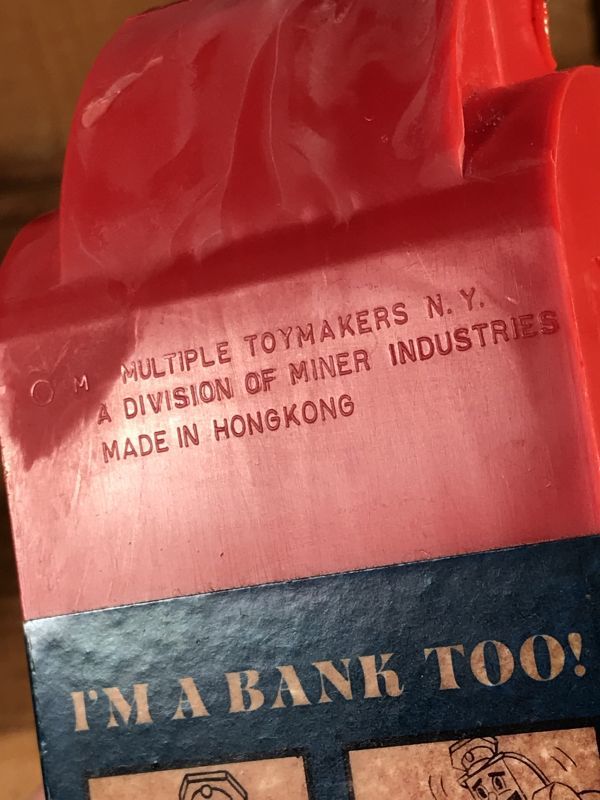 M MULTIPLE TOYMAKERS N.Y.
A DIVISION OF MINER INDUSTRIES
MADE IN HONGKONG
I'M A BANK TOO!